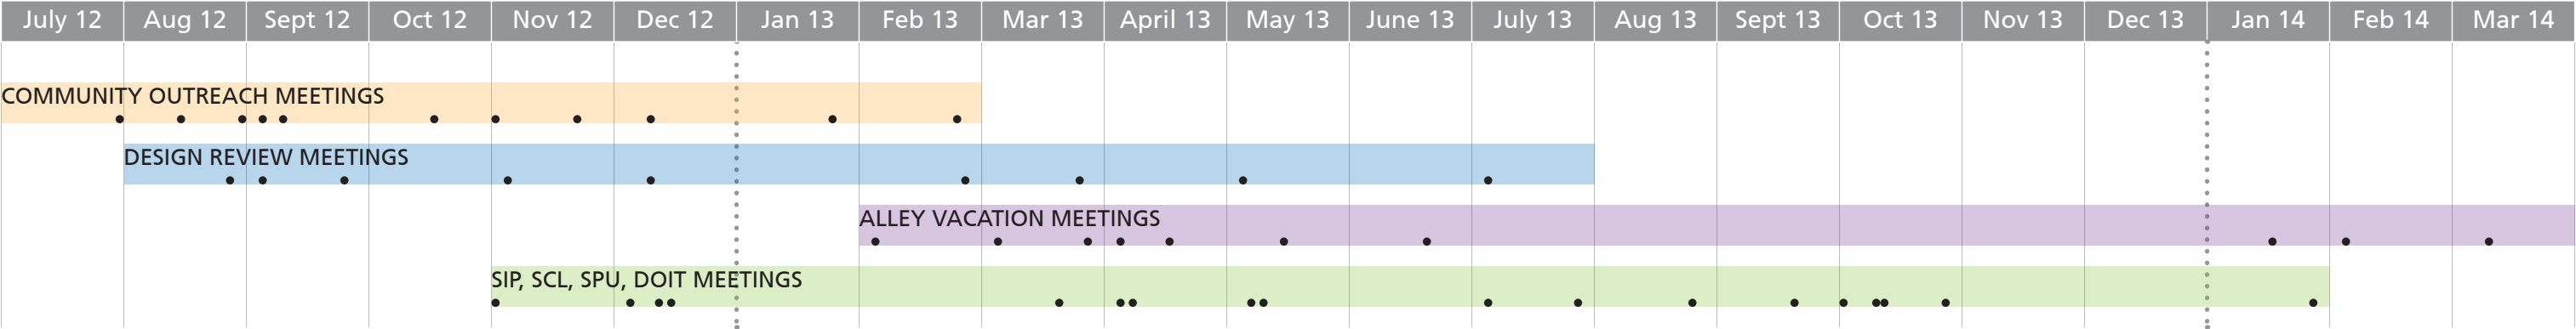 July 12 Aug 12 Sept 12 Oct 12 Nov 12 Dec 12 Jan 13 Feb 13 Mar 13 April 13 May 13 June 13 July 13 Aug 13 Sept 13 Oct 13 Nov 13 Dec 13 Jan 14 Feb 14 Mar 14
COMMUNITY OUTREACH MEETINGS
DESIGN REVIEW MEETINGS
ALLEY VACATION MEETINGS
SIP, SCL, SPU, DOIT MEETINGS